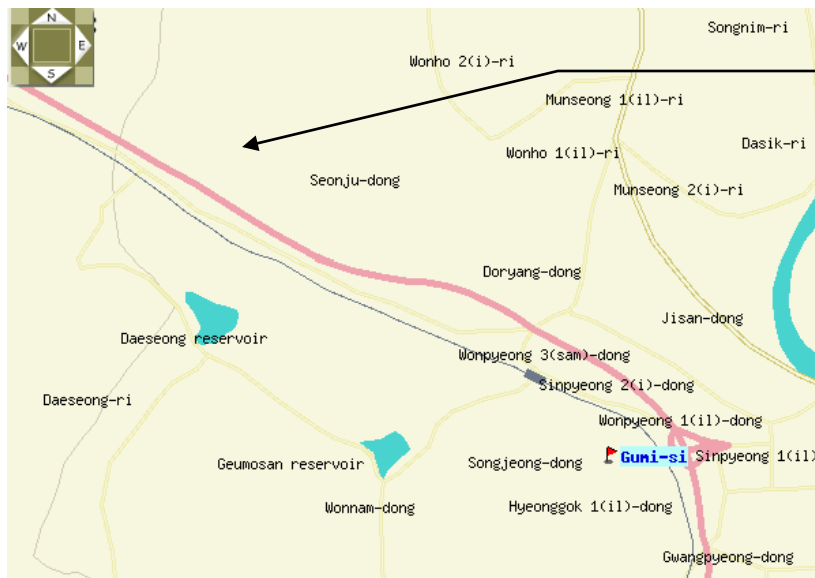 N
W E
S
Songnim-ri
Wonho 2(i)-ri
Munseong 1(il)-ri
Dasik-ri
Wonho 1(il)-ri
Seonju-dong
Munseong 2(i)-ri
Doryang-dong
Jisan-dong
Daeseong reservoir
Wonpyeong 3(sam)-dong
Sinpyeong 2(i)-dong
Daeseong-ri
Wonpyeong 1(il)-dong
Geumosan reservoir
Songjeong-dong
Gumi-si
Sinpyeong 1(il)
Wonnam-dong
Hyeonggok 1(il)-dong
Gwangpyeong-dong